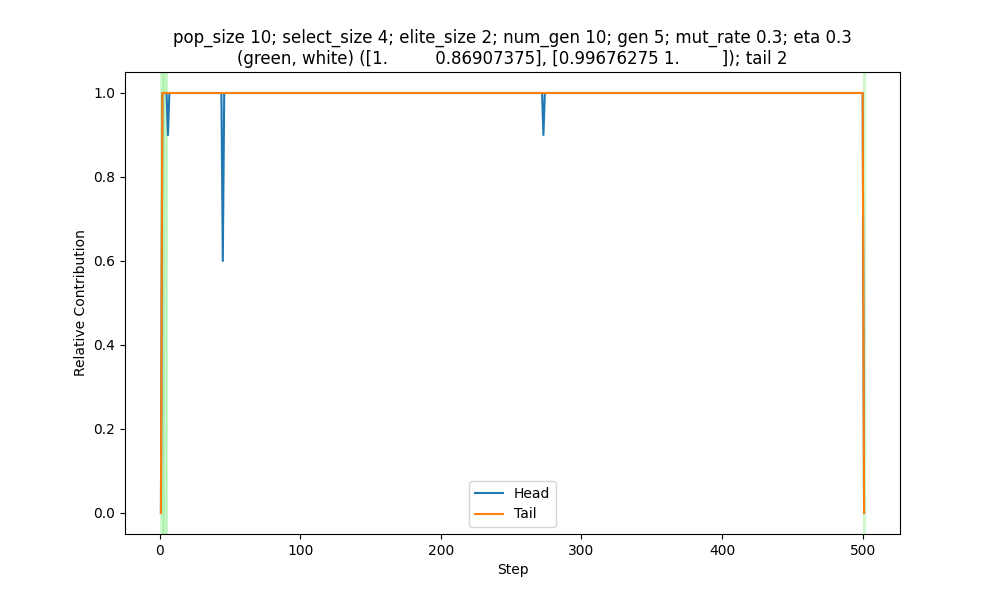 pop_size 10; select_size 4; elite_size 2; num_gen 10; gen 5; mut_rate 0.3; eta 0.3
(green, white) ([1.         0.86907375], [0.99676275 1.        ]); tail 2
Relative Contribution
1.0
0.8
0.6
0.4
0.2
0.0
Head
Tail
0
100
200
300
400
500
Step